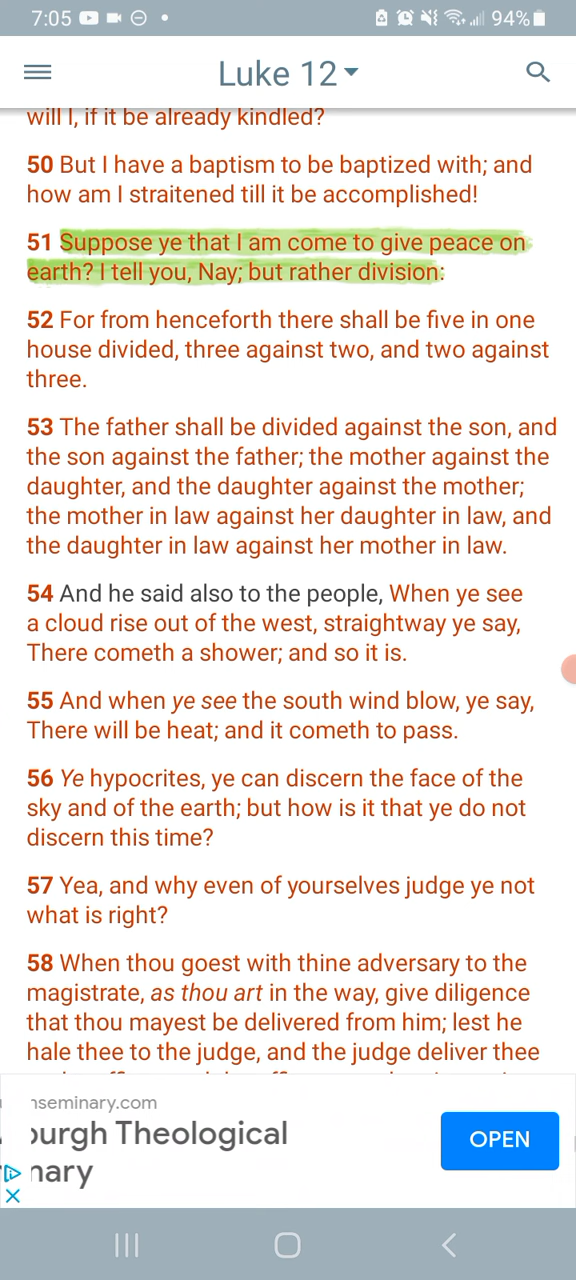 7:05
94%
Luke 12
will I, if it be already kindled?
50 But I have a baptism to be baptized with; and
how am I straitened till it be accomplished!
51 Suppose ye that I am come to give peace on
earth? I tell you, Nay; but rather division:
52 For from henceforth there shall be five in one
house divided, three against two, and two against
three.
53 The father shall be divided against the son, and
the son against the father; the mother against the
daughter, and the daughter against the mother;
the mother in law against her daughter in law, and
the daughter in law against her mother in law.
54 And he said also to the people, When ye see
a cloud rise out of the west, straightway ye say,
There cometh a shower; and so it is.
55 And when ye see the south wind blow, ye say,
There will be heat; and it cometh to pass.
56 Ye hypocrites, ye can discern the face of the
sky and of the earth; but how is it that ye do not
discern this time?
57 Yea, and why even of yourselves judge ye not
what is right?
58 When thou goest with thine adversary to the
magistrate, as thou art in the way, give diligence
that thou mayest be delivered from him; lest he
hale thee to the judge, and the judge deliver thee
nseminary.com
burgh Theological
nary
OPEN